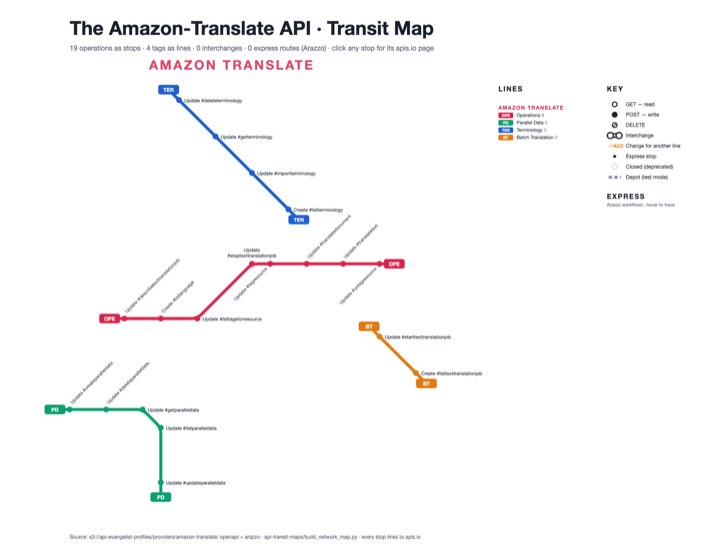 The Amazon-Translate API · Transit Map
19 operations as stops · 4 tags as lines · 0 interchanges · 0 express routes (Arazzo) · click any stop for its apis.io page
AMAZON TRANSLATE
TER
Update #deleteterminology
Update #getterminology
Update #importterminology
Create #listterminology
TER
Update #describetexttranslationjob
Create #listlanguage
Update
#stoptexttranslationjob
Update #tagresource
Update #translatedocument
Update #translatetext
Update #untagresource
OPE
OPE
Update #listtagsforresource
BT
Update #starttexttranslationjob
Create #listtexttranslationjob
BT
Update #createparalleldata
Update #deleteparalleldata
PD
Update #getparalleldata
Update #listparalleldata
Update #updateparalleldata
PD
LINES
AMAZON TRANSLATE
OPE Operations 8
PD Parallel Data 5
TER Terminology 4
BT Batch Translation 2
KEY
GET — read
POST — write
DELETE
Interchange
Change for another line
Express stop
Closed (deprecated)
Depot (test mode)
EXPRESS
Arazzo workflows · hover to trace
Source: s3://api-evangelist-profiles/providers/amazon-translate/ openapi + arazzo · api-transit-maps/build_network_map.py · every stop links to apis.io